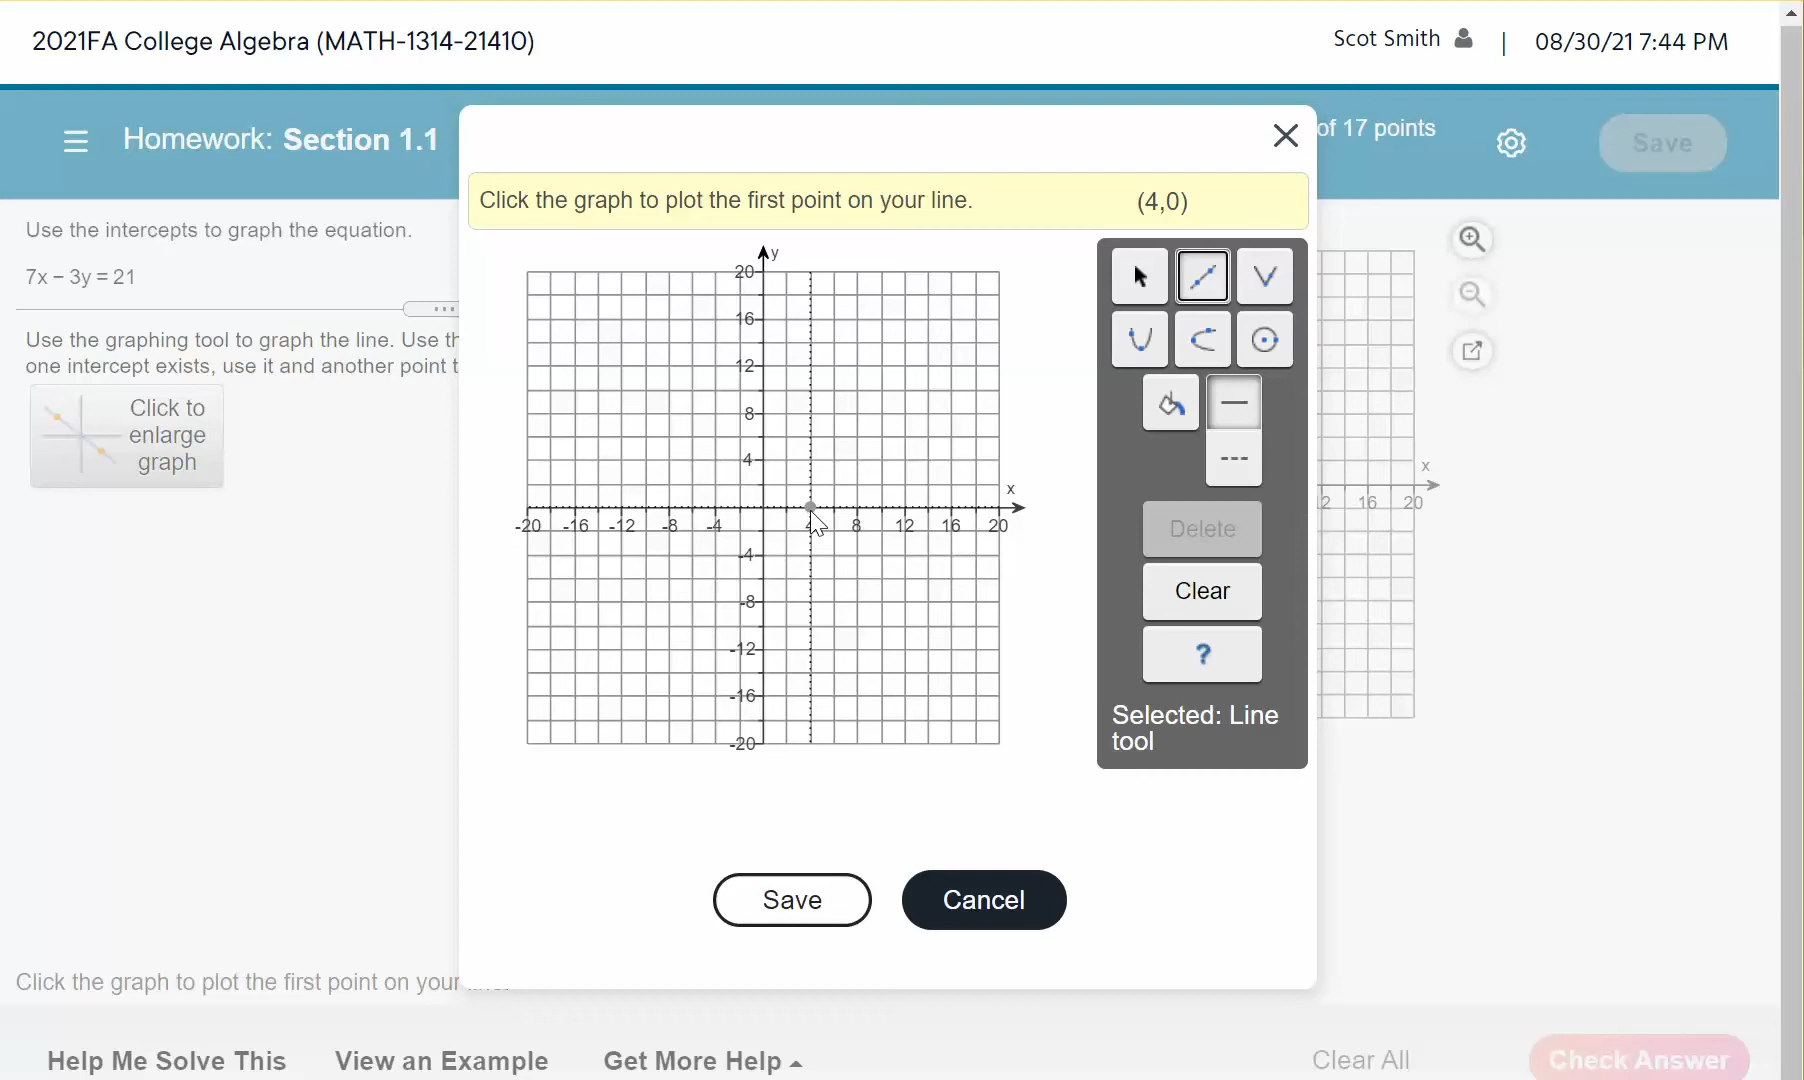 2021FA College Algebra (MATH-1314-21410)
Scot Smith | 08/30/21 7:44 PM
Homework: Section 1.1
of 17 points
Save
Click the graph to plot the first point on your line. (4,0)
Use the intercepts to graph the equation.
7x − 3y = 21
Use the graphing tool to graph the line. Use th
one intercept exists, use it and another point t
Click to
enlarge
graph
y
20
16
12
8
4
x
-20 -16 -12 -8 -4 8 12 16 20
-4
-8
-12
-16
-20
Delete
Clear
?
Selected: Line
tool
x
2 16 20
Save
Cancel
Click the graph to plot the first point on your
Help Me Solve This
View an Example
Get More Help
Clear All
Check Answer